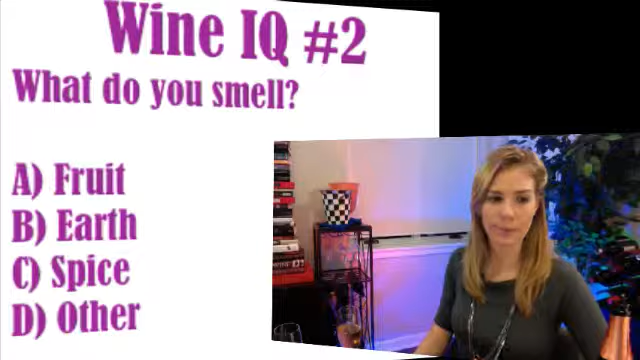 Wine IQ #2
What do you smell?
A) Fruit
B) Earth
C) Spice
D) Other